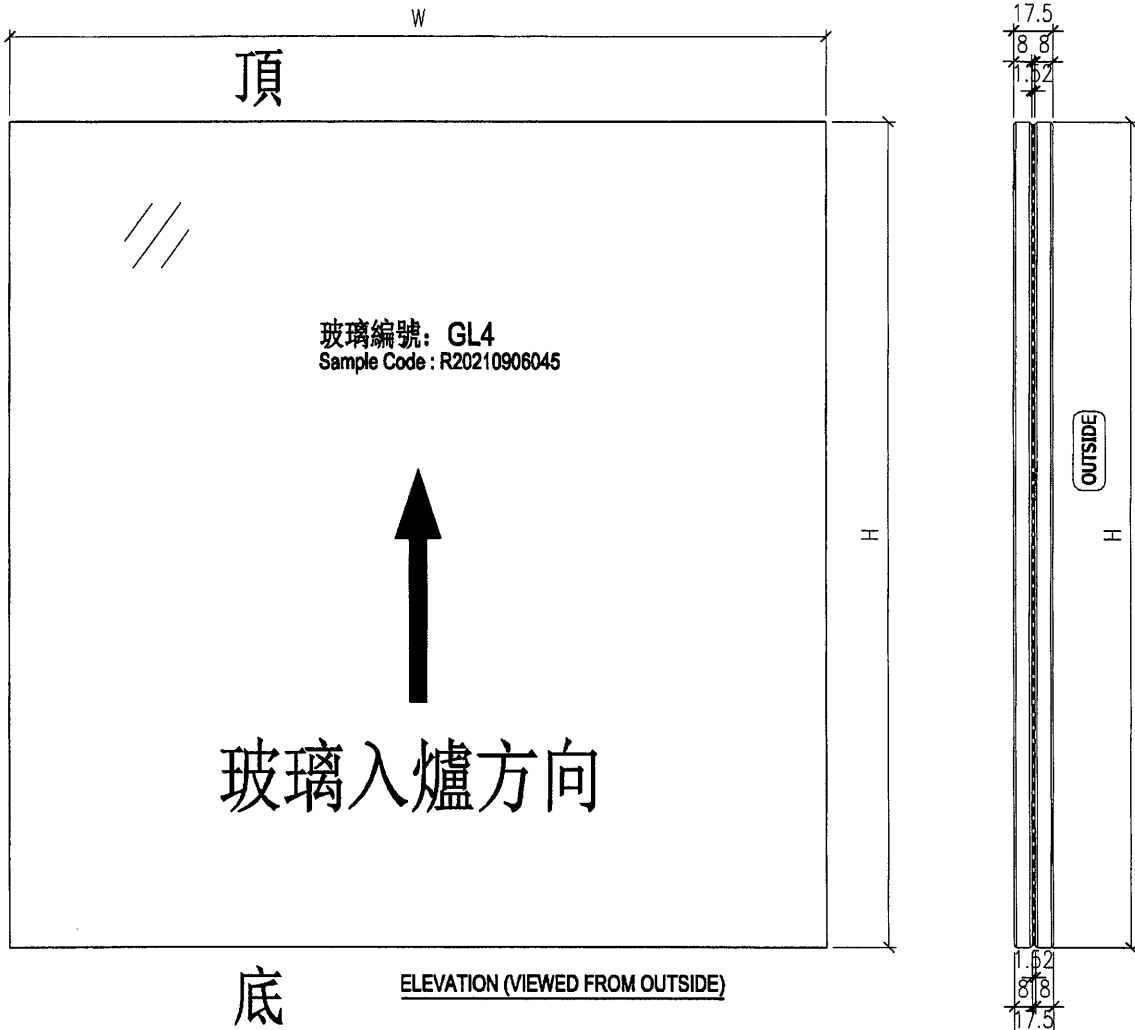 W
頂
玻璃編號: GL4
Sample Code : R20210906045
H
玻璃入爐方向
底
ELEVATION (VIEWED FROM OUTSIDE)
17.5
8 8
1.52
OUTSIDE
H
1.52
8 8
17.5